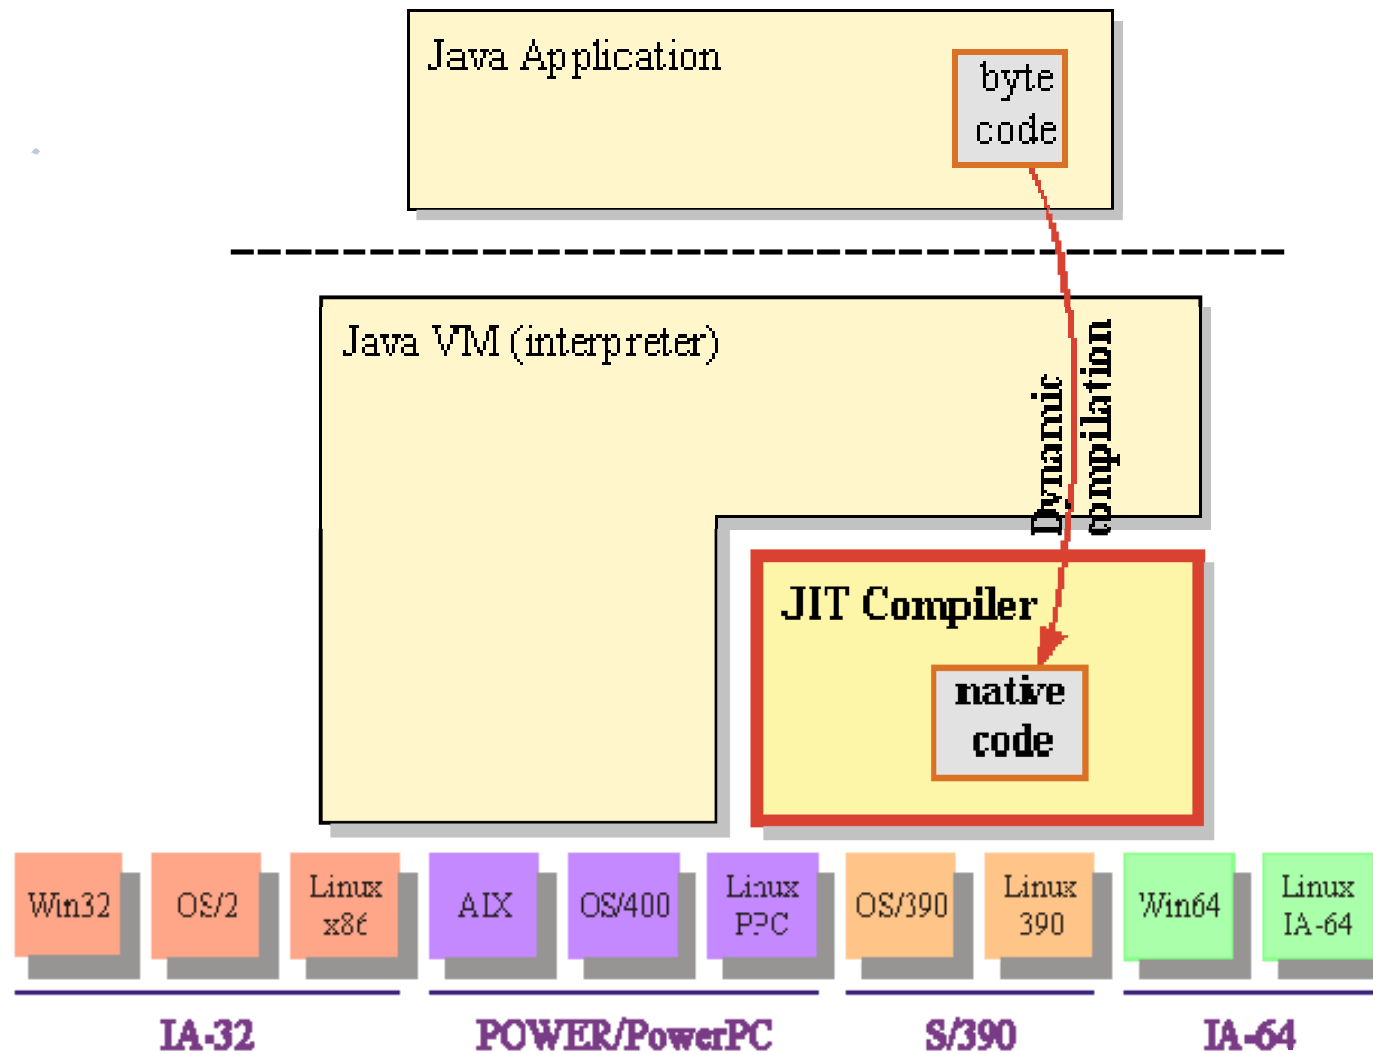 Java Application
byte
code
Java VM (interpreter)
Dynamic
compilation
JIT Compiler
native
code
Win32
OS/2
Linux
x86
AIX
OS/400
Linux
PPC
OS/390
Linux
390
Win64
Linux
IA-64
IA-32
POWER/PowerPC
S/390
IA-64